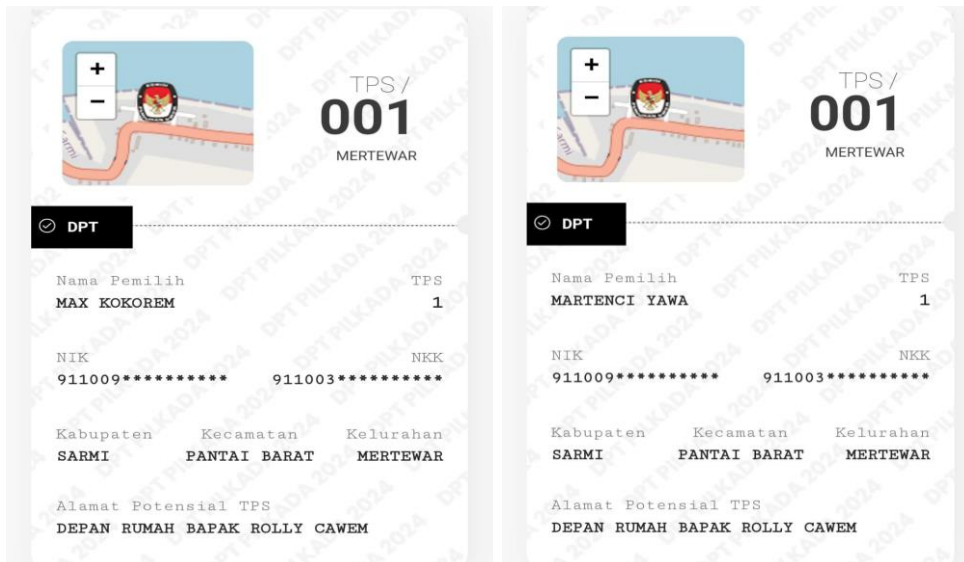 +
−
TPS/
001
MERTEWAR
DPT
Nama Pemilih TPS
MAX KOKOREM 1
NIK NKK
911009********** 911003**********
Kabupaten Kecamatan Kelurahan
SARMI PANTAI BARAT MERTEWAR
Alamat Potensial TPS
DEPAN RUMAH BAPAK ROLLY CAWEM
+
−
TPS/
001
MERTEWAR
DPT
Nama Pemilih TPS
MARTENCI YAWA 1
NIK NKK
911009********** 911003**********
Kabupaten Kecamatan Kelurahan
SARMI PANTAI BARAT MERTEWAR
Alamat Potensial TPS
DEPAN RUMAH BAPAK ROLLY CAWEM
DPT PILKADA 2024